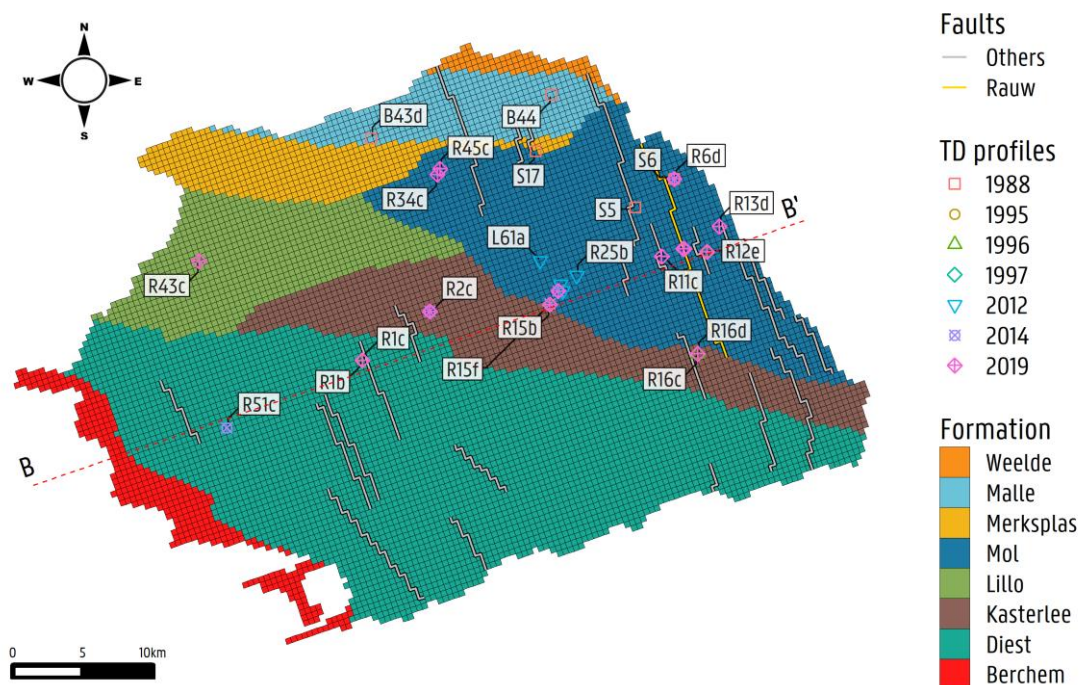 N
W
E
S
B43d
B44
R45c
R34c
S17
S6
R6d
S5
R13d
B'
L61a
R25b
R12e
R43c
R11c
R2c
R15b
R1c
R16d
R1b
R15f
R16c
R51c
B
0
5
10km
Faults
Others
Rauw
TD profiles
1988
1995
1996
1997
2012
2014
2019
Formation
Weelde
Malle
Merksplas
Mol
Lillo
Kasterlee
Diest
Berchem